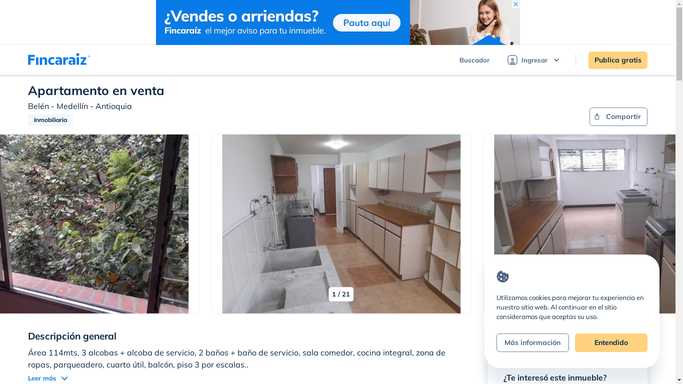 ¿Vendes o arriendas?
Fincaraíz el mejor aviso para tu inmueble.
Pauta aquí
Fincaraíz
Buscador
Ingresar
Publica gratis
Apartamento en venta
Belén - Medellín - Antioquia
Inmobiliaria
Compartir
1 / 21
Utilizamos cookies para mejorar tu experiencia en
nuestro sitio web. Al continuar en el sitio
consideramos que aceptas su uso.
Más información
Entendido
Descripción general
Área 114mts, 3 alcobas + alcoba de servicio, 2 baños + baño de servicio, sala comedor, cocina integral, zona de
ropas, parqueadero, cuarto útil, balcón, piso 3 por escalas..
Leer más
¿Te interesó este inmueble?